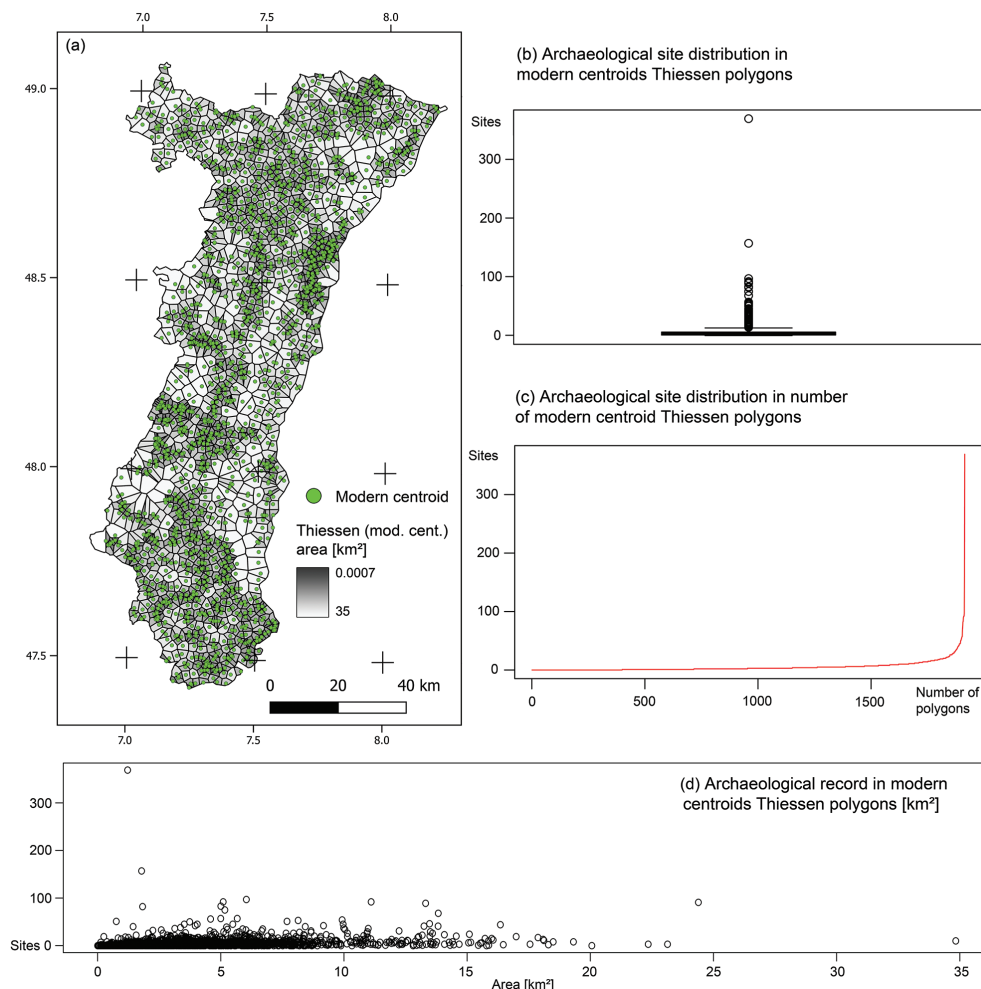 7.0 7.5 8.0
(a)
49.0
48.5
48.0
47.5
Modern centroid
Thiessen (mod. cent.)
area [km²]
0.0007
35
0 20 40 km
7.0 7.5 8.0
(b) Archaeological site distribution in
modern centroids Thiessen polygons
Sites
300
200
100
0
(c) Archaeological site distribution in number
of modern centroid Thiessen polygons
Sites
300
200
100
0
0 500 1000 1500 Number of
polygons
(d) Archaeological record in modern
centroids Thiessen polygons [km²]
300
200
100
Sites 0
0 5 10 15 20 25 30 35
Area [km²]